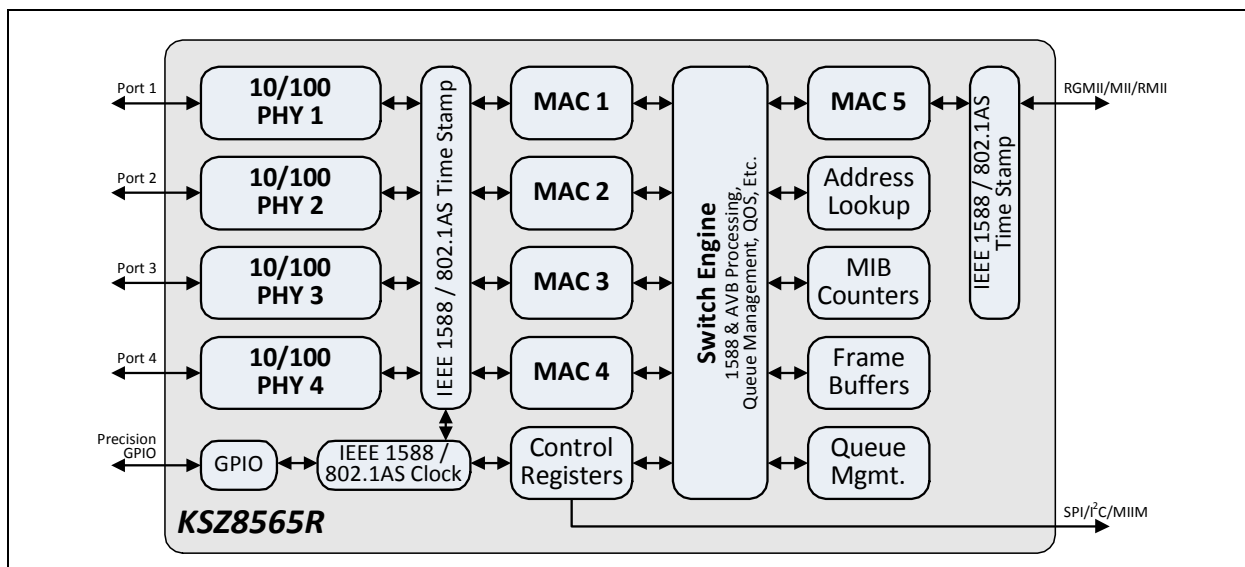 Port 1
10/100
PHY 1
IEEE 1588 / 802.1AS Time Stamp
MAC 1
Switch Engine
1588 & AVB Processing,
Queue Management, QOS, Etc.
MAC 5
IEEE 1588 / 802.1AS
Time Stamp
RGMII/MII/RMII
Port 2
10/100
PHY 2
MAC 2
Address
Lookup
Port 3
10/100
PHY 3
MAC 3
MIB
Counters
Port 4
10/100
PHY 4
MAC 4
Frame
Buffers
Precision
GPIO
GPIO
IEEE 1588 /
802.1AS Clock
Control
Registers
Queue
Mgmt.
KSZ8565R
SPI/I²C/MIIM